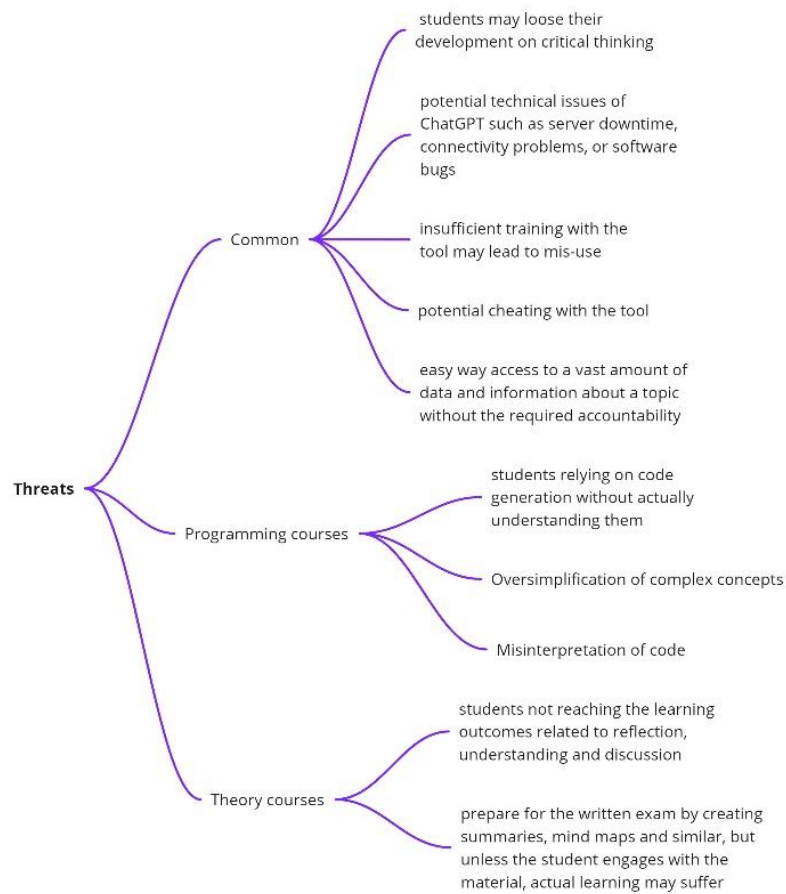 Threats
Common
students may loose their
development on critical thinking
potential technical issues of
ChatGPT such as server downtime,
connectivity problems, or software
bugs
insufficient training with the
tool may lead to mis-use
potential cheating with the tool
easy way access to a vast amount of
data and information about a topic
without the required accountability
Programming courses
students relying on code
generation without actually
understanding them
Oversimplification of complex concepts
Misinterpretation of code
Theory courses
students not reaching the learning
outcomes related to reflection,
understanding and discussion
prepare for the written exam by creating
summaries, mind maps and similar, but
unless the student engages with the
material, actual learning may suffer